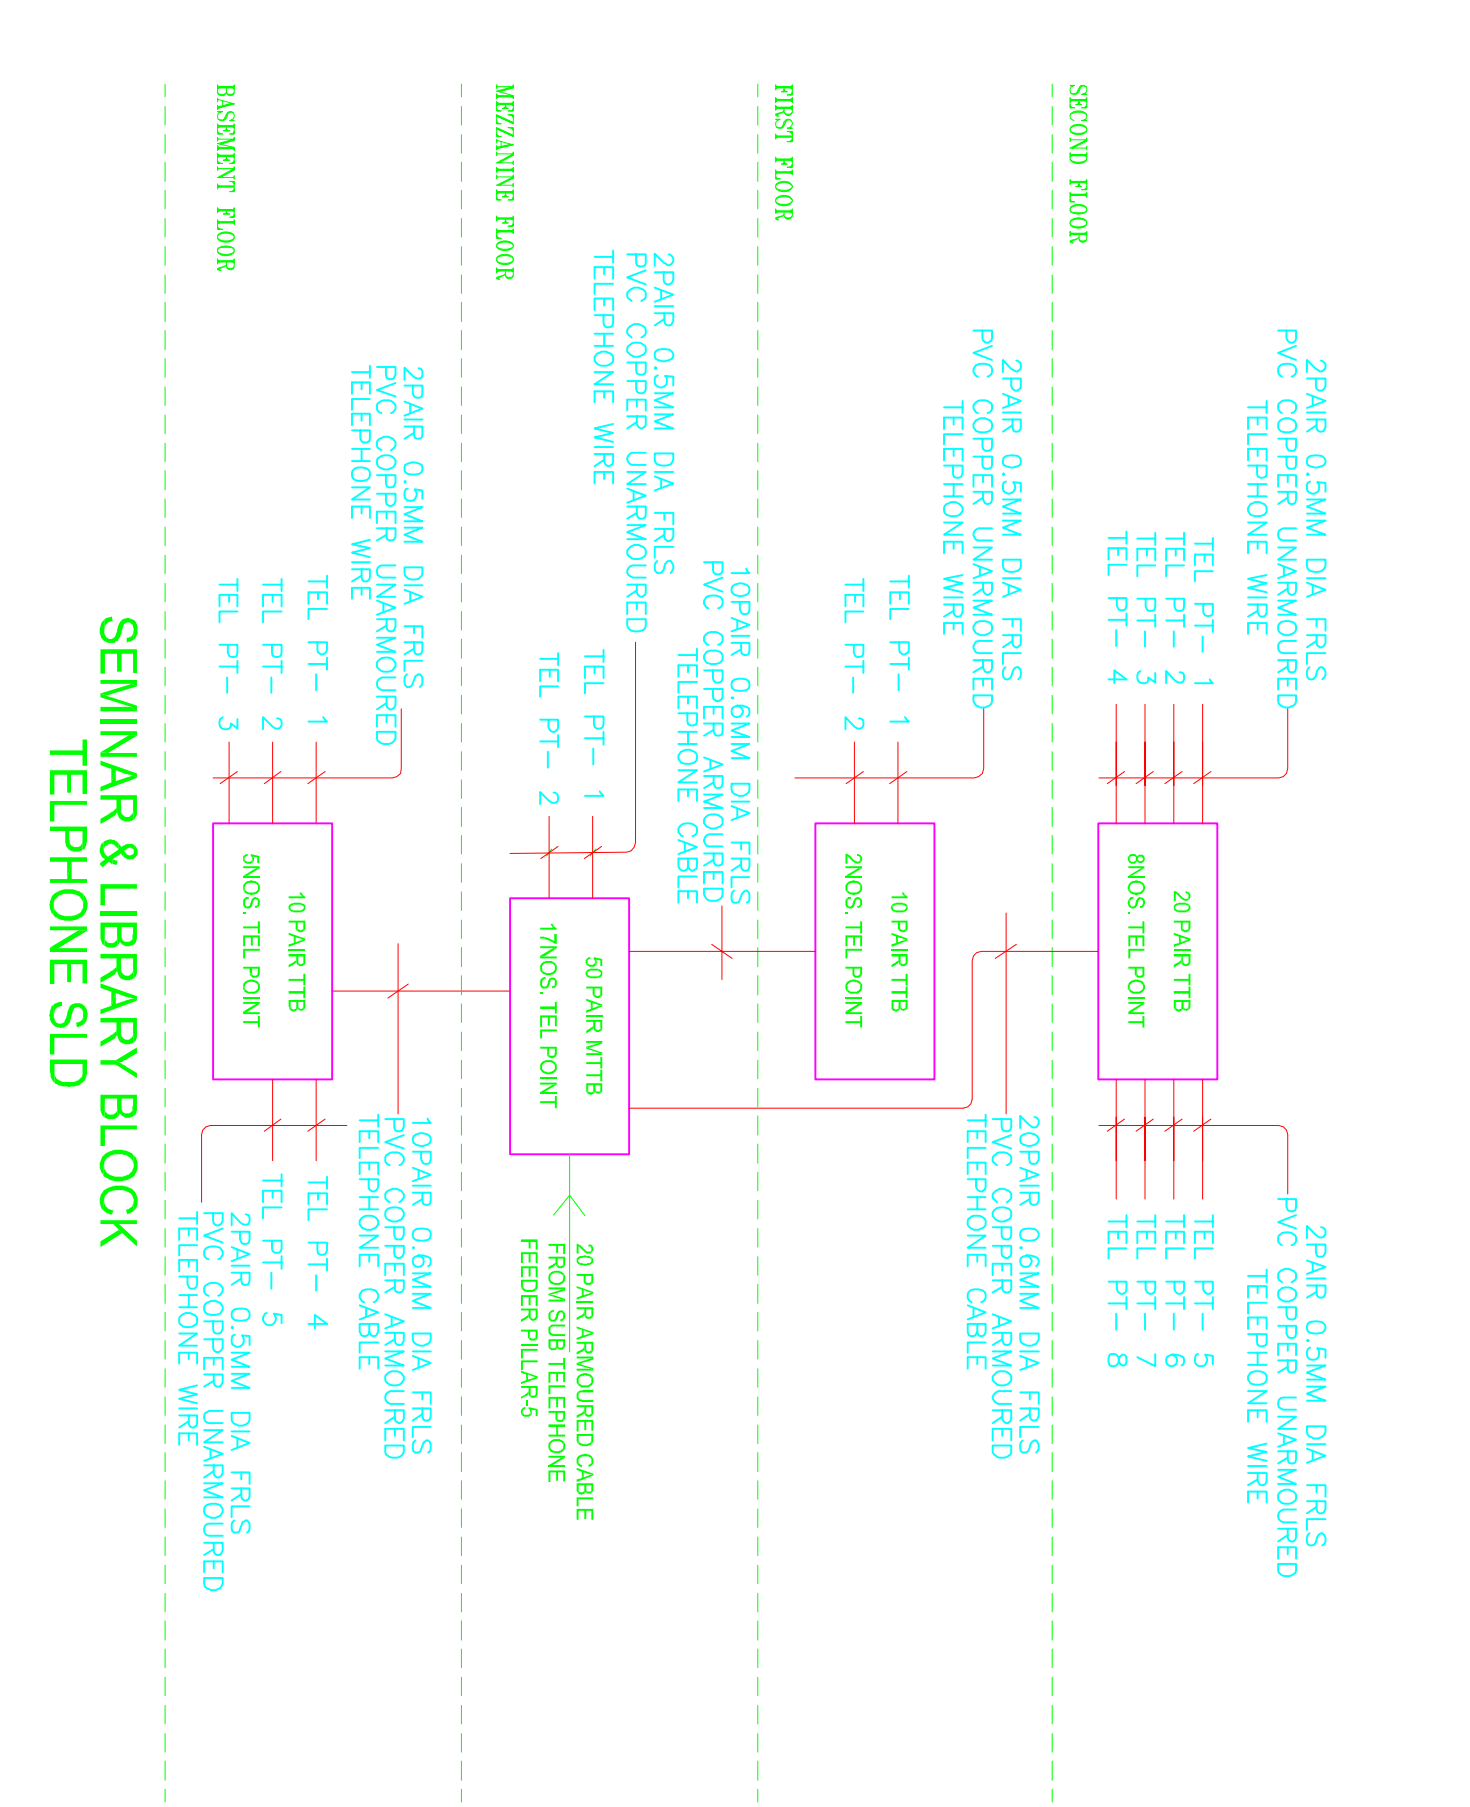 SECOND FLOOR
2PAIR 0.5MM DIA FRLS
PVC COPPER UNARMOURED
TELEPHONE WIRE
TEL PT- 1
TEL PT- 2
TEL PT- 3
TEL PT- 4
20 PAIR TTB
8NOS. TEL POINT
2PAIR 0.5MM DIA FRLS
PVC COPPER UNARMOURED
TELEPHONE WIRE
TEL PT- 5
TEL PT- 6
TEL PT- 7
TEL PT- 8
20PAIR 0.6MM DIA FRLS
PVC COPPER ARMOURED
TELEPHONE CABLE
FIRST FLOOR
2PAIR 0.5MM DIA FRLS
PVC COPPER UNARMOURED
TELEPHONE WIRE
TEL PT- 1
TEL PT- 2
10 PAIR TTB
2NOS. TEL POINT
10PAIR 0.6MM DIA FRLS
PVC COPPER ARMOURED
TELEPHONE CABLE
MEZZANINE FLOOR
2PAIR 0.5MM DIA FRLS
PVC COPPER UNARMOURED
TELEPHONE WIRE
TEL PT- 1
TEL PT- 2
50 PAIR MTTB
17NOS. TEL POINT
20 PAIR ARMOURED CABLE
FROM SUB TELEPHONE
FEEDER PILLAR-5
10PAIR 0.6MM DIA FRLS
PVC COPPER ARMOURED
TELEPHONE CABLE
BASEMENT FLOOR
2PAIR 0.5MM DIA FRLS
PVC COPPER UNARMOURED
TELEPHONE WIRE
TEL PT- 1
TEL PT- 2
TEL PT- 3
10 PAIR TTB
5NOS. TEL POINT
TEL PT- 4
TEL PT- 5
2PAIR 0.5MM DIA FRLS
PVC COPPER UNARMOURED
TELEPHONE WIRE
SEMINAR & LIBRARY BLOCK
TELPHONE SLD